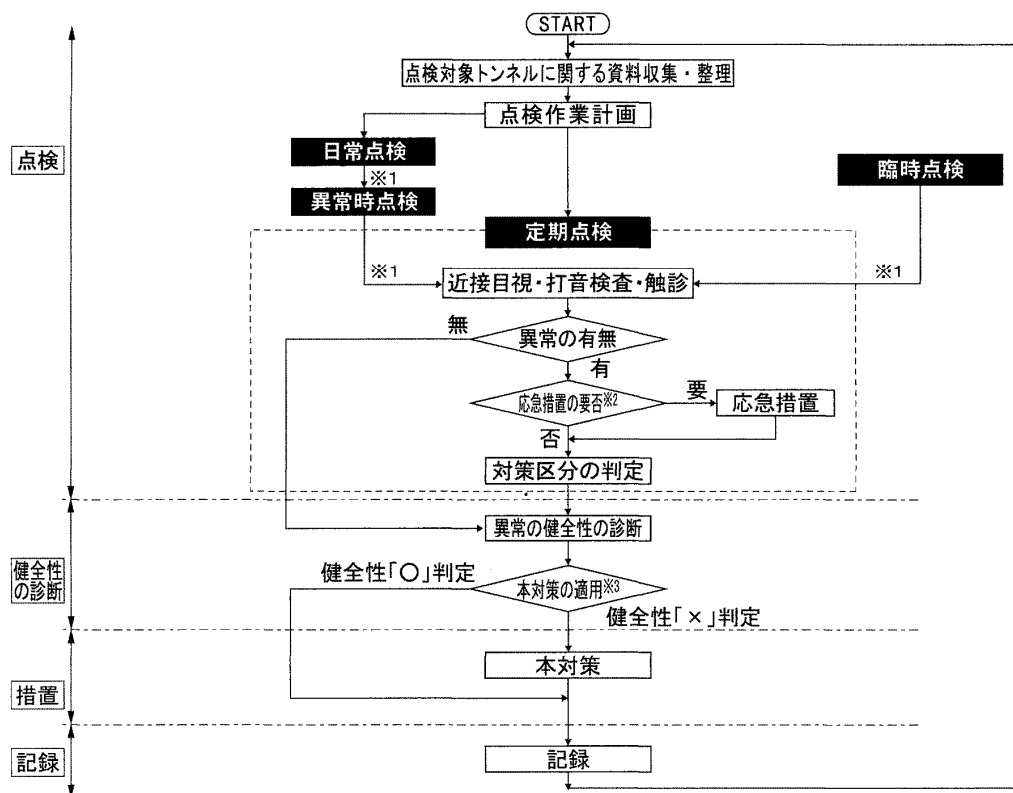 START
点検対象トンネルに関する資料収集・整理
点検作業計画
日常点検
※1
異常時点検
臨時点検
点検
定期点検
※1
近接目視・打音検査・触診
※1
無
異常の有無
有
応急措置の要否※2
要
応急措置
否
対策区分の判定
異常の健全性の診断
健全性
の診断
健全性「〇」判定
本対策の適用※3
健全性「×」判定
本対策
措置
記録
記録